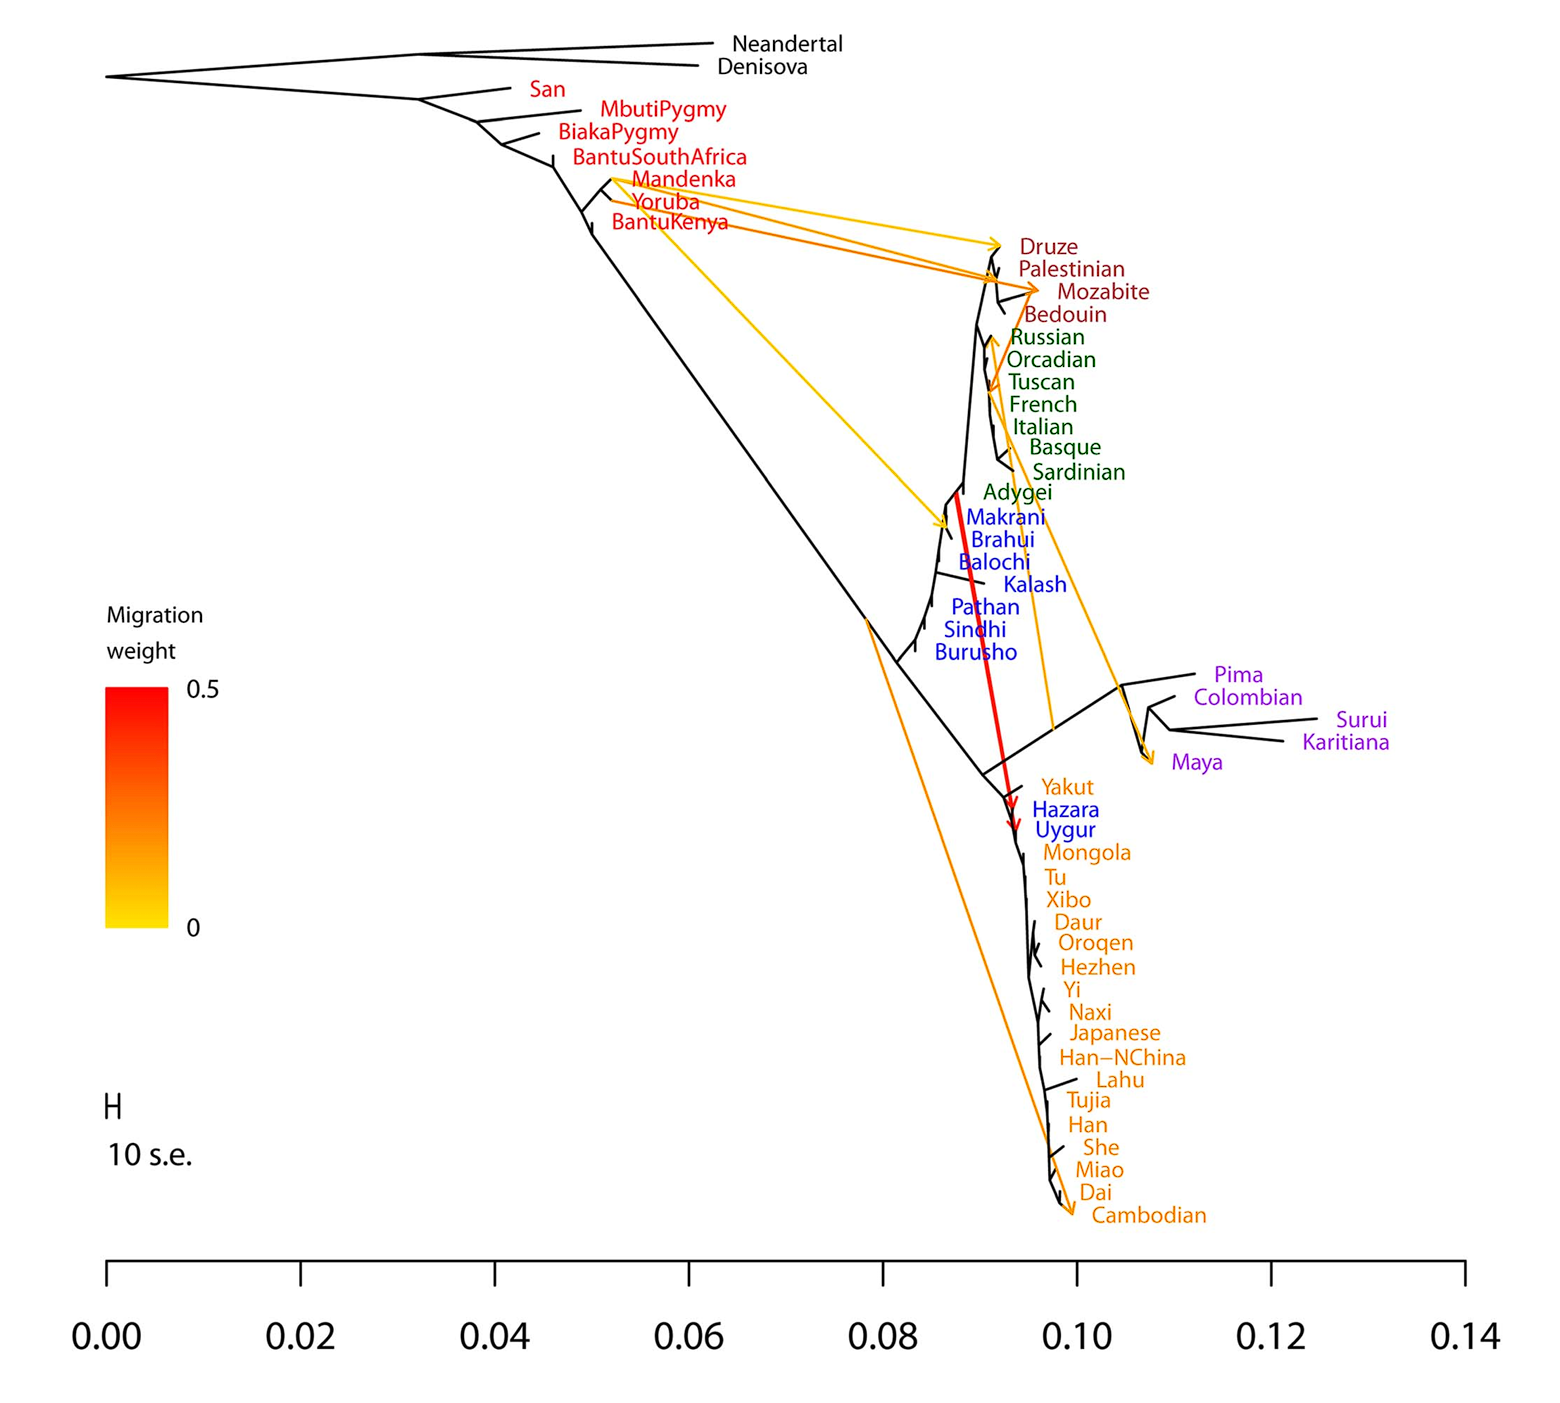 Neandertal
Denisova
San
MbutiPygmy
BiakaPygmy
BantuSouthAfrica
Mandenka
Yoruba
BantuKenya
Druze
Palestinian
Mozabite
Bedouin
Russian
Orcadian
Tuscan
French
Italian
Basque
Sardinian
Adygei
Makrani
Brahui
Balochi
Kalash
Pathan
Sindhi
Burusho
Pima
Colombian
Surui
Karitiana
Maya
Yakut
Hazara
Uygur
Mongola
Tu
Xibo
Daur
Oroqen
Hezhen
Yi
Naxi
Japanese
Han−NChina
Lahu
Tujia
Han
She
Miao
Dai
Cambodian
Migration
weight
0.5
0
10 s.e.
0.00 0.02 0.04 0.06 0.08 0.10 0.12 0.14